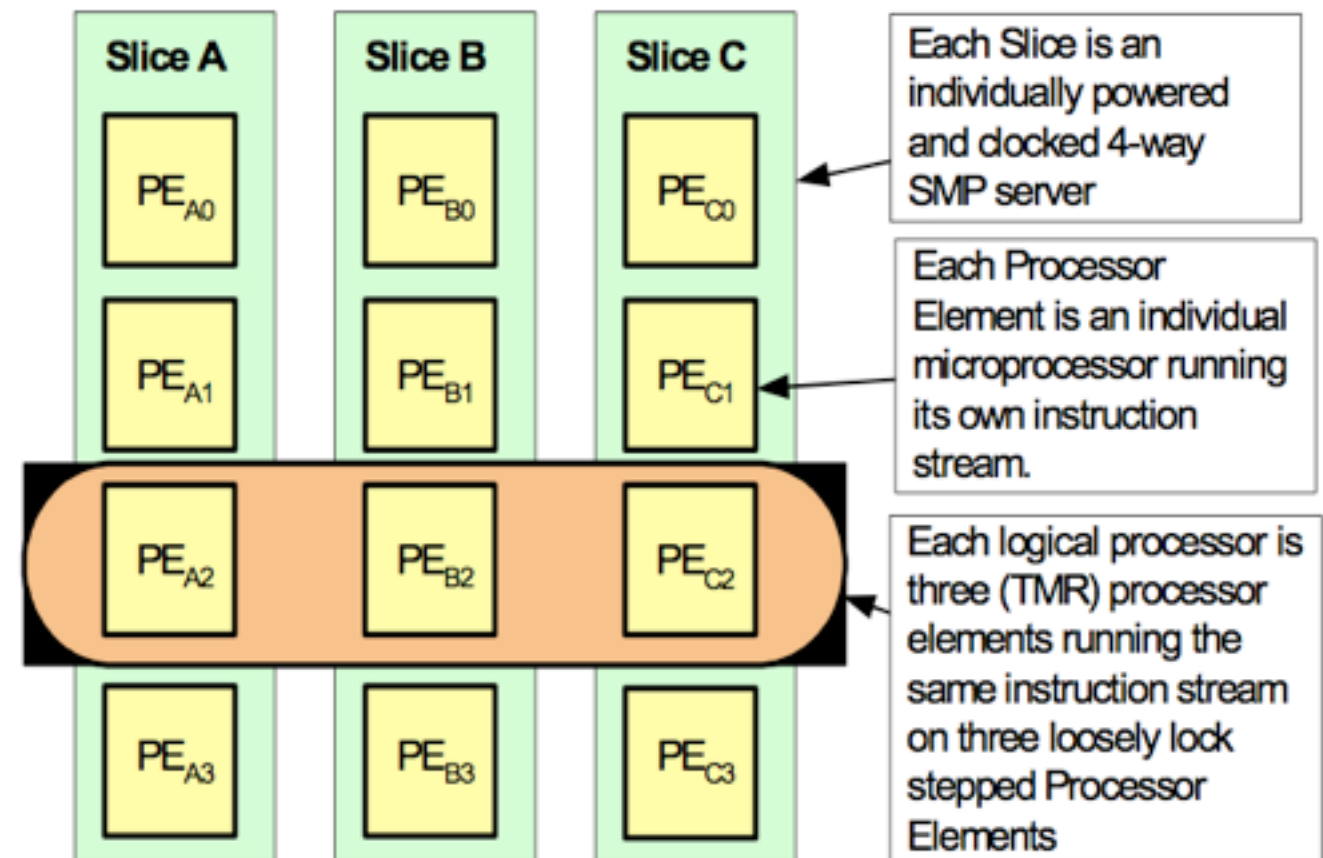 Slice A
Slice B
Slice C
PEA0
PEB0
PEC0
PEA1
PEB1
PEC1
PEA2
PEB2
PEC2
PEA3
PEB3
PEC3
Each Slice is an
individually powered
and clocked 4-way
SMP server
Each Processor
Element is an individual
microprocessor running
its own instruction
stream.
Each logical processor is
three (TMR) processor
elements running the
same instruction stream
on three loosely lock
stepped Processor
Elements